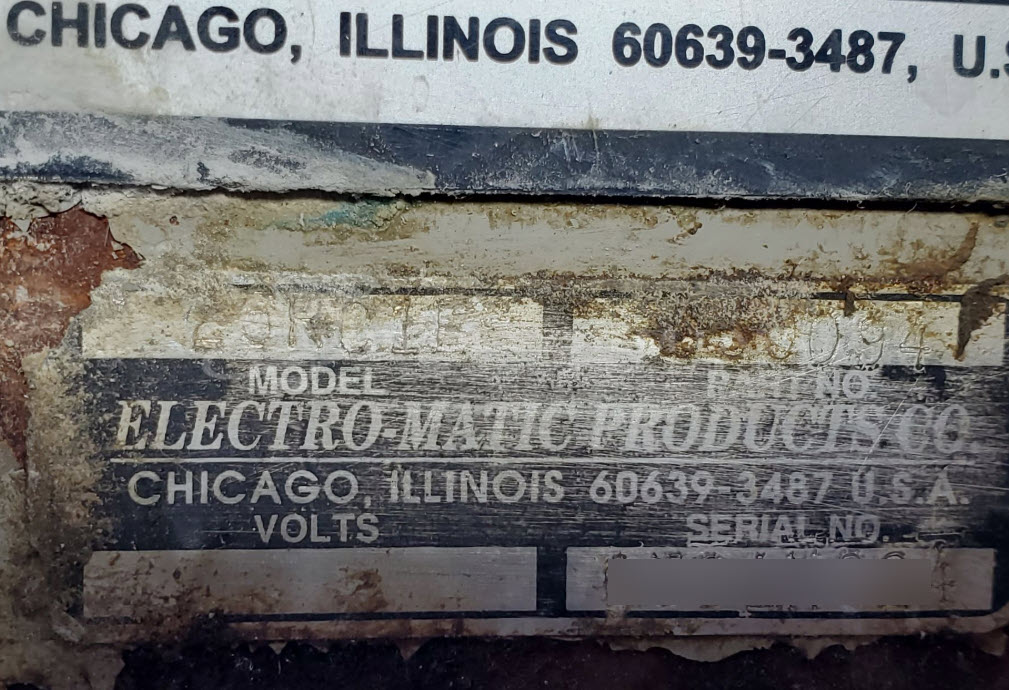 CHICAGO, ILLINOIS 60639-3487, U.S
MODEL PART NO.
ELECTRO-MATIC PRODUCTS CO.
CHICAGO, ILLINOIS 60639-3487 U.S.A.
VOLTS SERIAL NO.